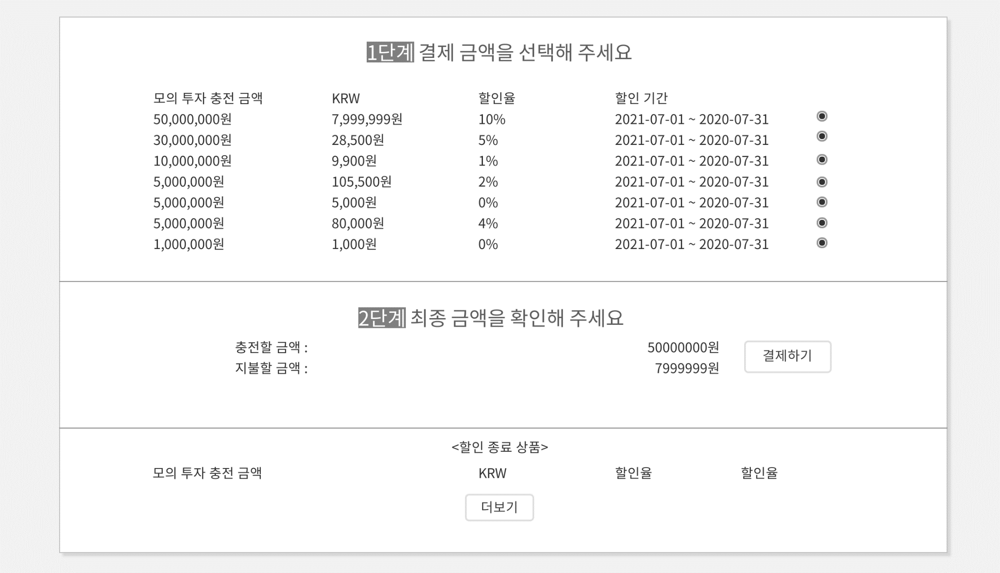 1단계 결제 금액을 선택해 주세요
모의 투자 충전 금액 KRW 할인율 할인 기간
50,000,000원 7,999,999원 10% 2021-07-01 ~ 2020-07-31
30,000,000원 28,500원 5% 2021-07-01 ~ 2020-07-31
10,000,000원 9,900원 1% 2021-07-01 ~ 2020-07-31
5,000,000원 105,500원 2% 2021-07-01 ~ 2020-07-31
5,000,000원 5,000원 0% 2021-07-01 ~ 2020-07-31
5,000,000원 80,000원 4% 2021-07-01 ~ 2020-07-31
1,000,000원 1,000원 0% 2021-07-01 ~ 2020-07-31
2단계 최종 금액을 확인해 주세요
충전할 금액 : 50000000원
지불할 금액 : 7999999원
결제하기
<할인 종료 상품>
모의 투자 충전 금액 KRW 할인율 할인율
더보기